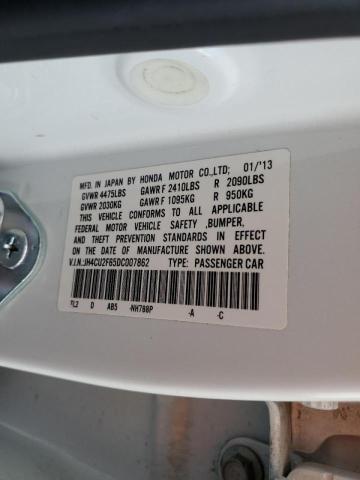 MFD. IN JAPAN BY HONDA MOTOR CO.,LTD; 01/'13
GVWR 4475LBS GAWR F 2410LBS R 2090LBS
GVWR 2030KG GAWR F 1095KG R 950KG
THIS VEHICLE CONFORMS TO ALL APPLICABLE
FEDERAL MOTOR VEHICLE SAFETY ,BUMPER,
AND THEFT PREVENTION STANDARDS IN EFFECT
ON THE DATE OF MANUFACTURE SHOWN ABOVE.
V.I.N.:JH4CU2F65DC007862 TYPE: PASSENGER CAR
TL2 D AB5 -NH788P -A -C